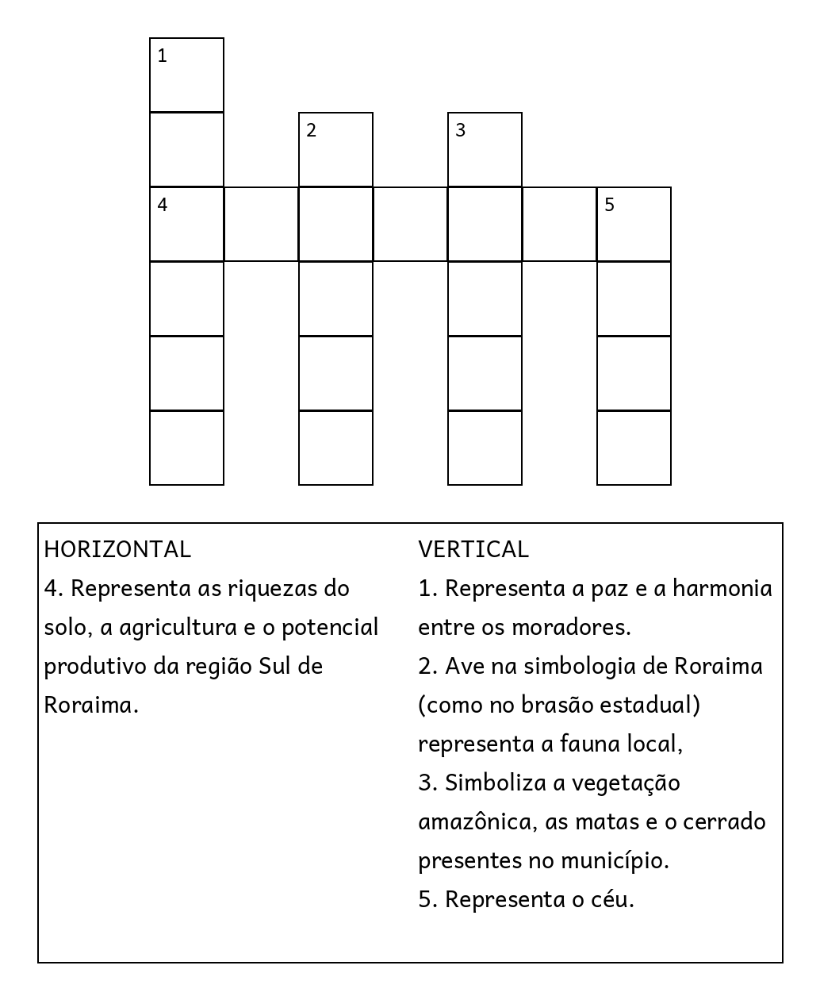 1
2
3
4
5
HORIZONTAL
4. Representa as riquezas do
solo, a agricultura e o potencial
produtivo da região Sul de
Roraima.
VERTICAL
1. Representa a paz e a harmonia
entre os moradores.
2. Ave na simbologia de Roraima
(como no brasão estadual)
representa a fauna local,
3. Simboliza a vegetação
amazônica, as matas e o cerrado
presentes no município.
5. Representa o céu.